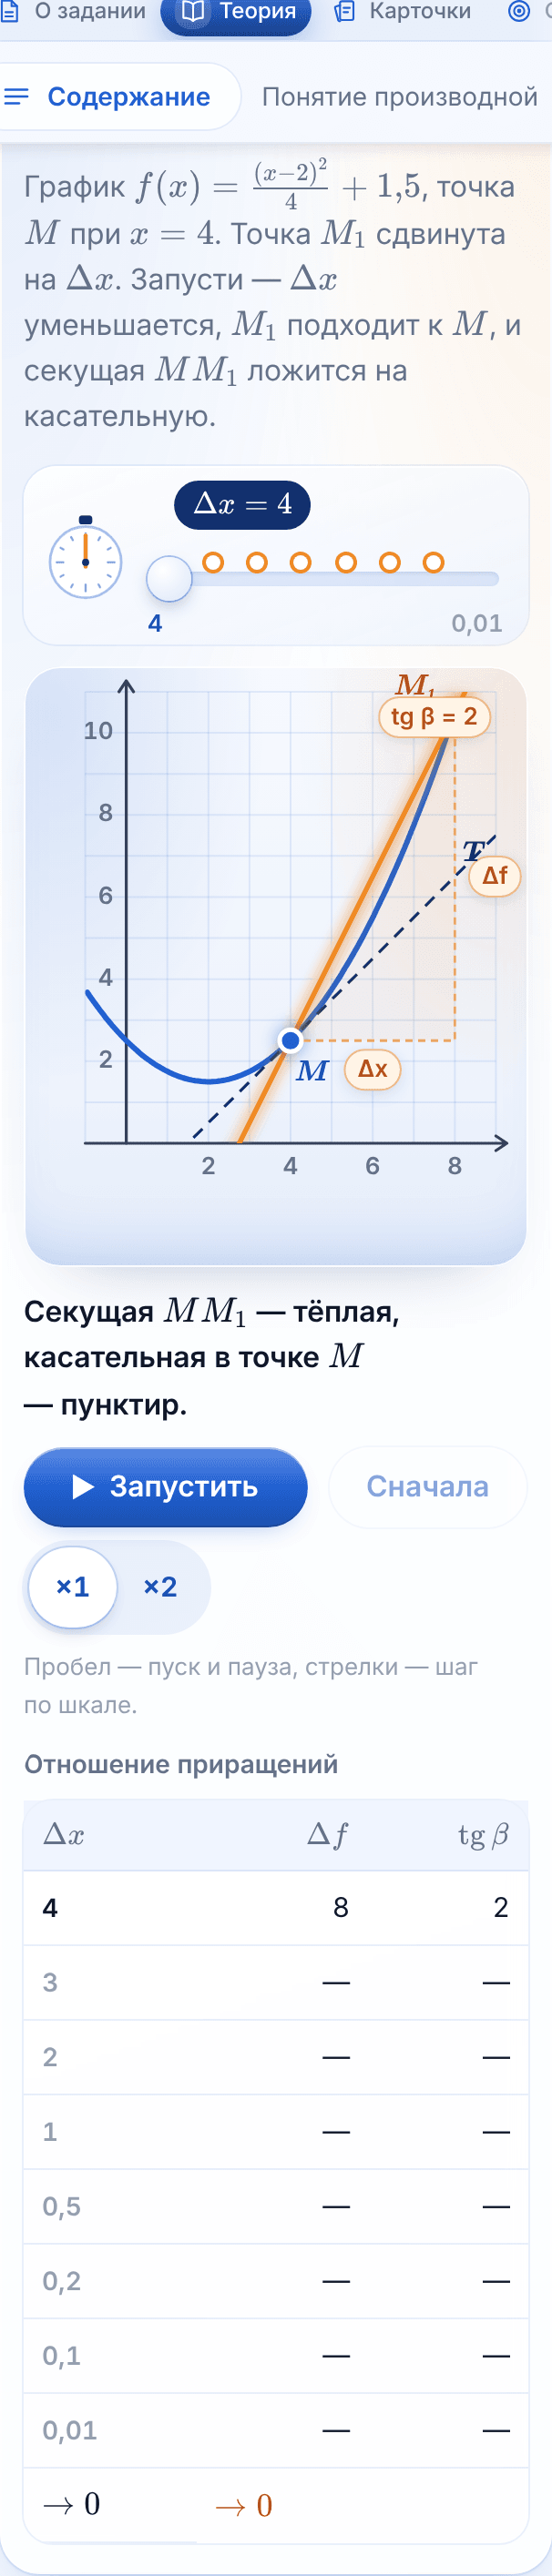 О задании Теория Карточки
Содержание Понятие производной
График f(x) = (x−2)²/4 + 1,5, точка
M при x = 4. Точка M₁ сдвинута
на Δx. Запусти — Δx
уменьшается, M₁ подходит к M, и
секущая MM₁ ложится на
касательную.
Δx = 4
4 0,01
M₁
tg β = 2
10
8
T
Δf
6
4
2
M Δx
2 4 6 8
Секущая MM₁ — тёплая,
касательная в точке M
— пунктир.
Запустить Сначала
×1 ×2
Пробел — пуск и пауза, стрелки — шаг
по шкале.
Отношение приращений
Δx Δf tg β
4 8 2
3 — —
2 — —
1 — —
0,5 — —
0,2 — —
0,1 — —
0,01 — —
→ 0 → 0